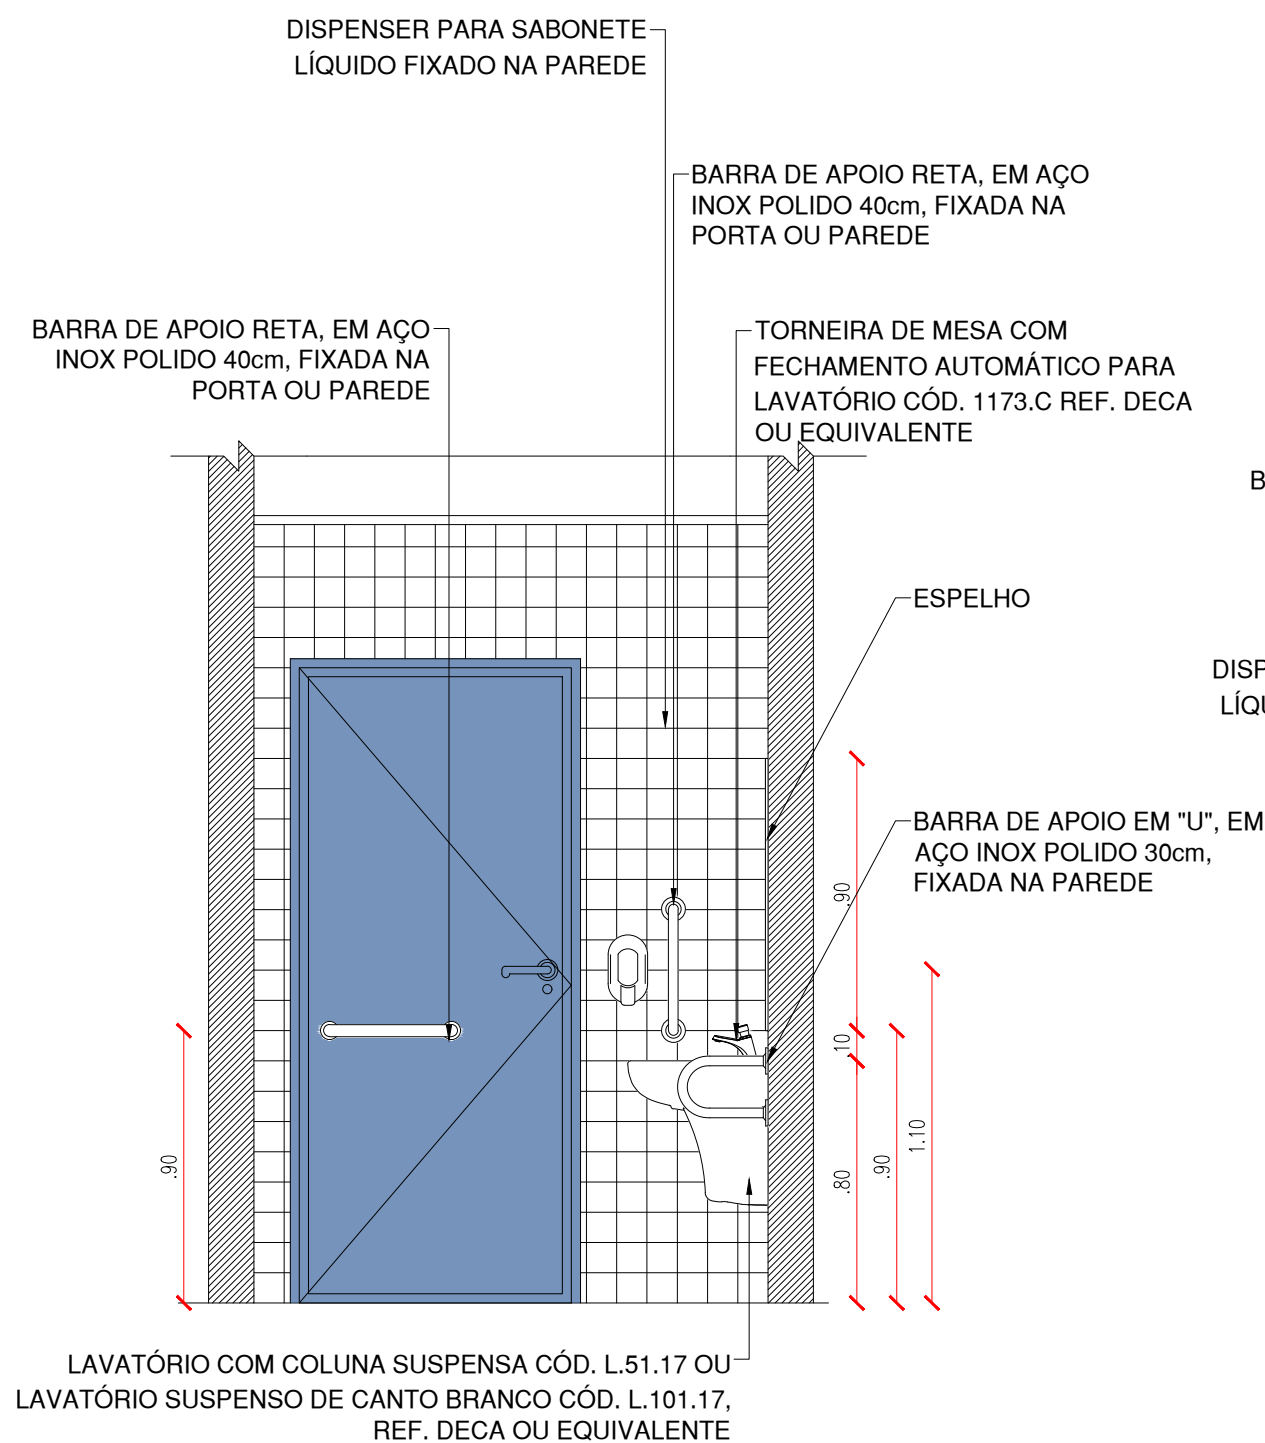 DISPENSER PARA SABONETE
LÍQUIDO FIXADO NA PAREDE
BARRA DE APOIO RETA, EM AÇO
INOX POLIDO 40cm, FIXADA NA
PORTA OU PAREDE
BARRA DE APOIO RETA, EM AÇO
INOX POLIDO 40cm, FIXADA NA
PORTA OU PAREDE
TORNEIRA DE MESA COM
FECHAMENTO AUTOMÁTICO PARA
LAVATÓRIO CÓD. 1173.C REF. DECA
OU EQUIVALENTE
B
ESPELHO
DISP
LÍQU
BARRA DE APOIO EM "U", EM
AÇO INOX POLIDO 30cm,
FIXADA NA PAREDE
.90
.10
1.10
.90
.90
.80
LAVATÓRIO COM COLUNA SUSPENSA CÓD. L.51.17 OU
LAVATÓRIO SUSPENSO DE CANTO BRANCO CÓD. L.101.17,
REF. DECA OU EQUIVALENTE